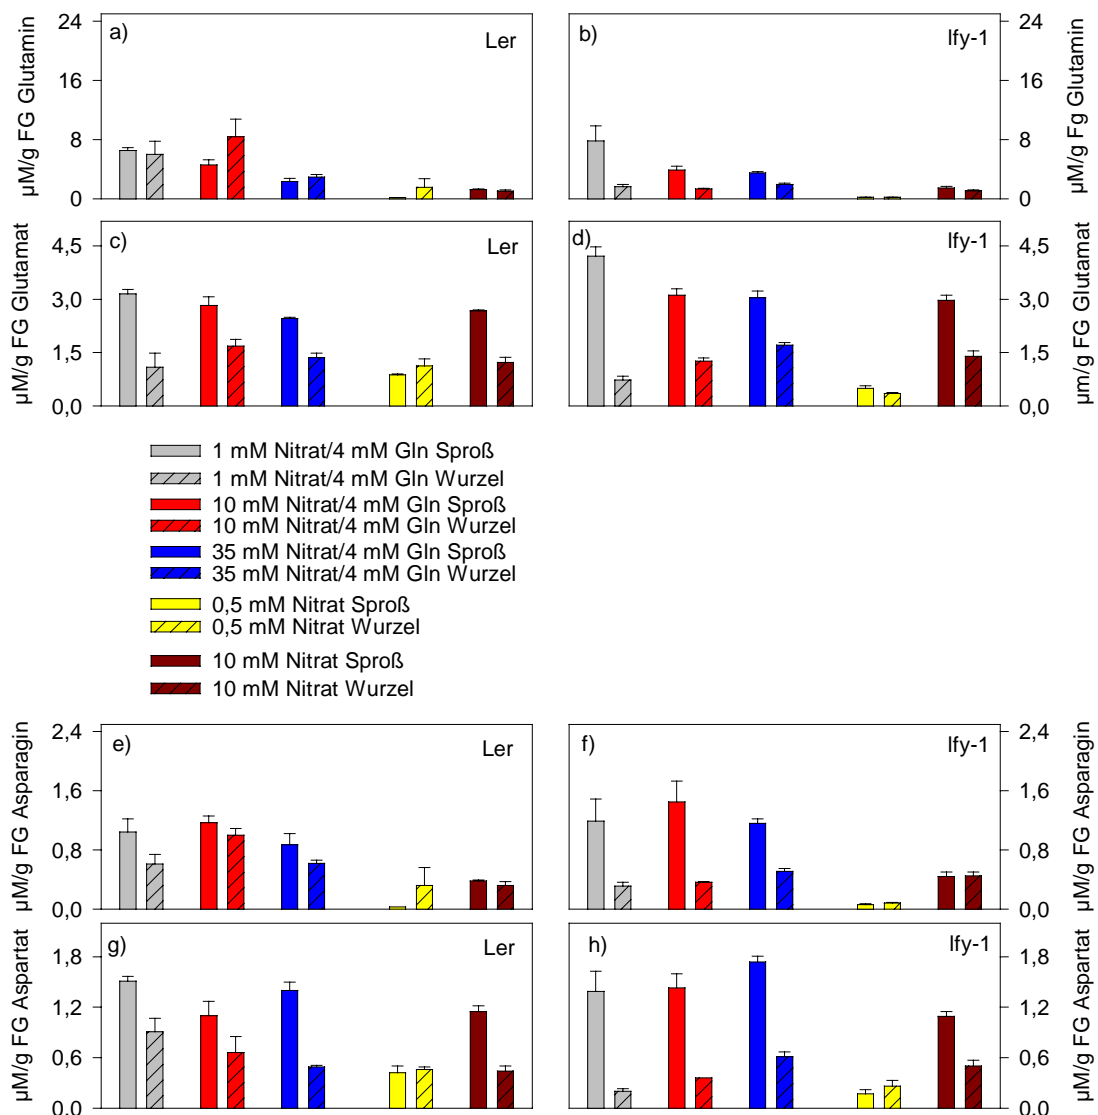 a)
Ler
24
16
8
0
µM/g FG Glutamin
b)
lfy-1
24
16
8
0
µM/g Fg Glutamin
c)
Ler
4,5
3,0
1,5
0,0
µM/g FG Glutamat
d)
lfy-1
4,5
3,0
1,5
0,0
µm/g FG Glutamat
1 mM Nitrat/4 mM Gln Sproß
1 mM Nitrat/4 mM Gln Wurzel
10 mM Nitrat/4 mM Gln Sproß
10 mM Nitrat/4 mM Gln Wurzel
35 mM Nitrat/4 mM Gln Sproß
35 mM Nitrat/4 mM Gln Wurzel
0,5 mM Nitrat Sproß
0,5 mM Nitrat Wurzel
10 mM Nitrat Sproß
10 mM Nitrat Wurzel
e)
Ler
2,4
1,6
0,8
0,0
µM/g FG Asparagin
f)
lfy-1
2,4
1,6
0,8
0,0
µM/g FG Asparagin
g)
Ler
1,8
1,2
0,6
0,0
µM/g FG Aspartat
h)
lfy-1
1,8
1,2
0,6
0,0
µM/g FG Aspartat